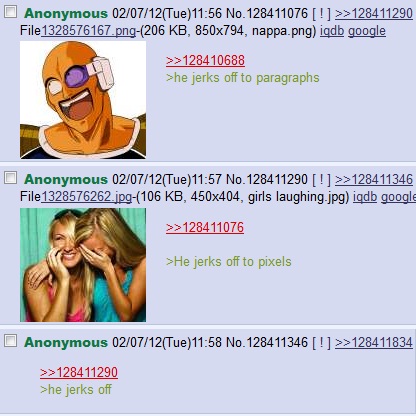 Anonymous 02/07/12(Tue)11:56 No.128411076 [ ! ] >>128411290
File1328576167.png-(206 KB, 850x794, nappa.png) iqdb google
>>128410688
>he jerks off to paragraphs
Anonymous 02/07/12(Tue)11:57 No.128411290 [ ! ] >>128411346
File1328576262.jpg-(106 KB, 450x404, girls laughing.jpg) iqdb google
>>128411076
>He jerks off to pixels
Anonymous 02/07/12(Tue)11:58 No.128411346 [ ! ] >>128411834
>>128411290
>he jerks off